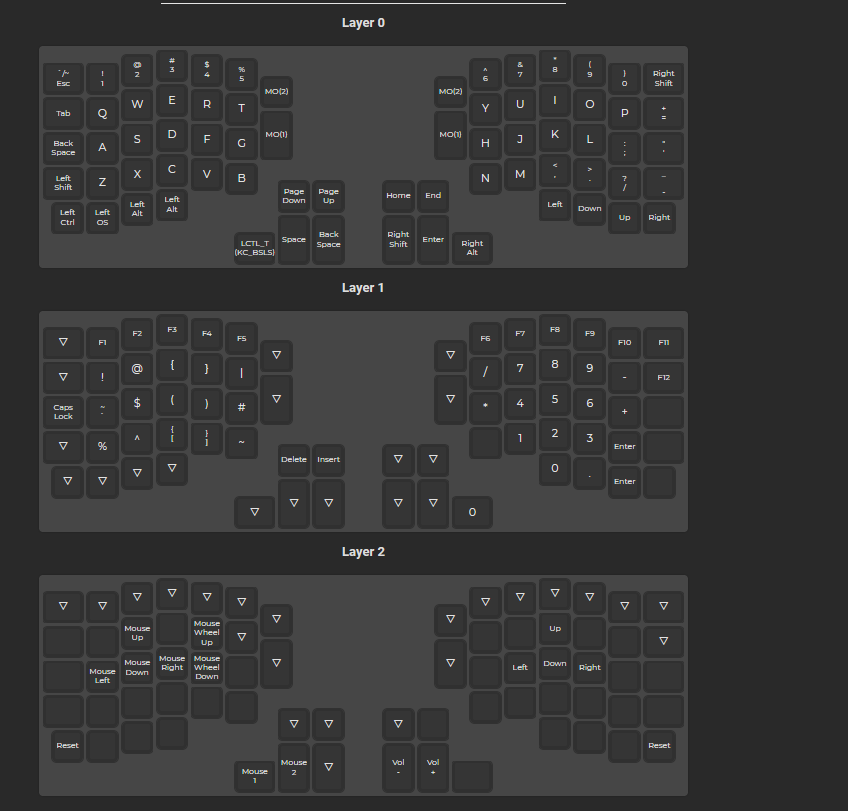 Layer 0
`/~ Esc
! 1
@ 2
# 3
$ 4
% 5
MO(2)
MO(2)
^ 6
& 7
* 8
( 9
) 0
Right Shift
Tab
Q
W
E
R
T
MO(1)
MO(1)
Y
U
I
O
P
+ =
Back Space
A
S
D
F
G
H
J
K
L
: ;
" '
Left Shift
Z
X
C
V
B
N
M
< ,
> .
? /
_ -
Left Ctrl
Left OS
Left Alt
Left Alt
Page Down
Page Up
Home
End
Left
Down
Up
Right
LCTL_T (KC_BSLS)
Space
Back Space
Right Shift
Enter
Right Alt
Layer 1
▽
F1
F2
F3
F4
F5
▽
▽
F6
F7
F8
F9
F10
F11
▽
!
@
{
}
|
▽
▽
/
7
8
9
-
F12
Caps Lock
~ `
$
(
)
#
*
4
5
6
+
▽
%
^
{ [
} ]
~
1
2
3
Enter
▽
▽
▽
▽
Delete
Insert
▽
▽
0
.
Enter
▽
▽
▽
▽
▽
0
Layer 2
▽
▽
▽
▽
▽
▽
▽
▽
▽
▽
▽
▽
▽
▽
Mouse Up
Mouse Wheel Up
▽
▽
▽
Up
▽
Mouse Left
Mouse Down
Mouse Right
Mouse Wheel Down
Left
Down
Right
Reset
▽
▽
▽
Reset
Mouse 1
Mouse 2
▽
Vol -
Vol +